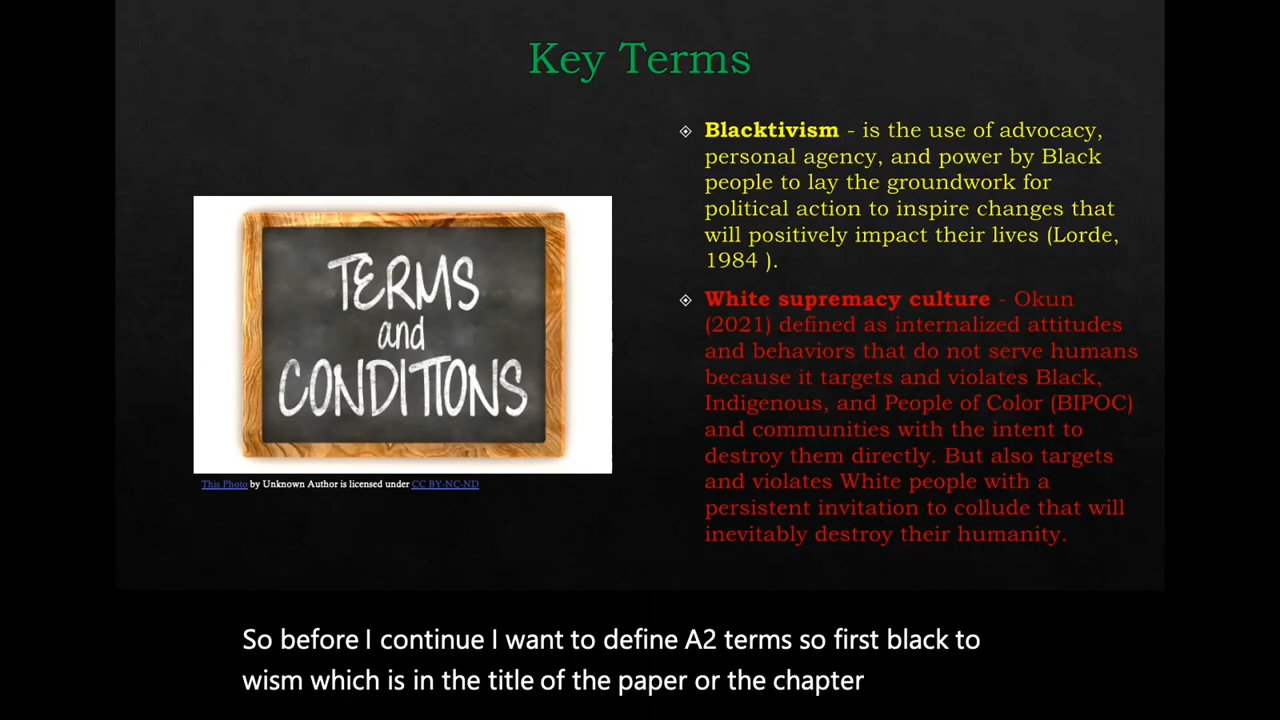 Key Terms
Blacktivism - is the use of advocacy,
personal agency, and power by Black
people to lay the groundwork for
political action to inspire changes that
will positively impact their lives (Lorde,
1984 ).
White supremacy culture - Okun
(2021) defined as internalized attitudes
and behaviors that do not serve humans
because it targets and violates Black,
Indigenous, and People of Color (BIPOC)
and communities with the intent to
destroy them directly. But also targets
and violates White people with a
persistent invitation to collude that will
inevitably destroy their humanity.
TERMS
and
CONDITIONS
This Photo by Unknown Author is licensed under CC BY-NC-ND
So before I continue I want to define A2 terms so first black to
wism which is in the title of the paper or the chapter